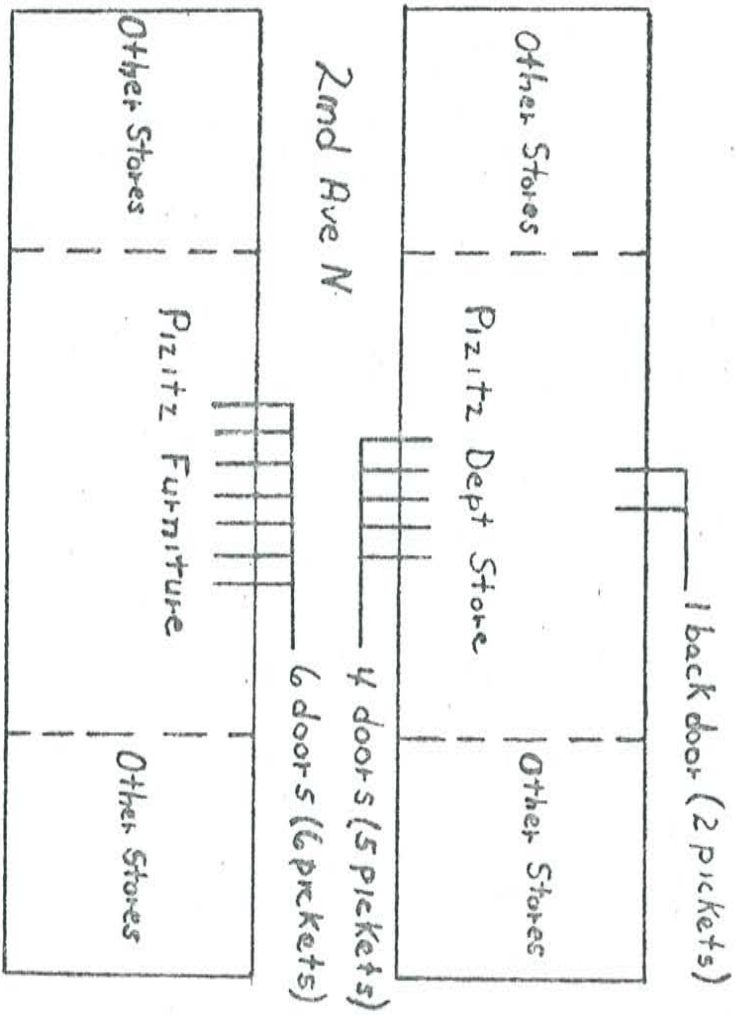 1 back door (2 pickets)
Other Stores
Pizitz Dept Store
Other Stores
4 doors (5 pickets)
2nd Ave N.
6 doors (6 pickets)
Other Stores
Pizitz Furniture
Other Stores